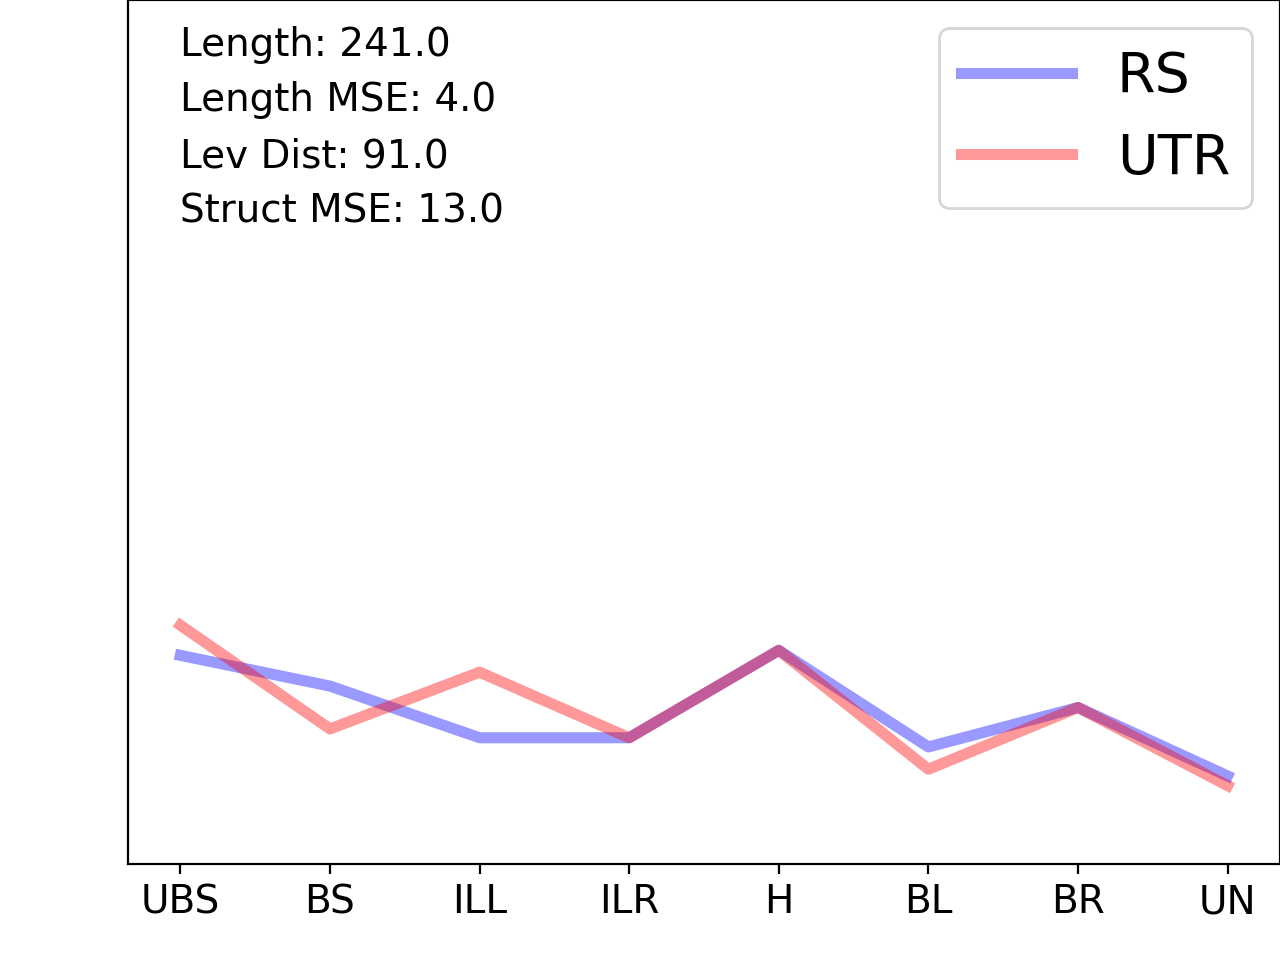 Length: 241.0
Length MSE: 4.0
Lev Dist: 91.0
Struct MSE: 13.0
RS
UTR
UBS BS ILL ILR H BL BR UN